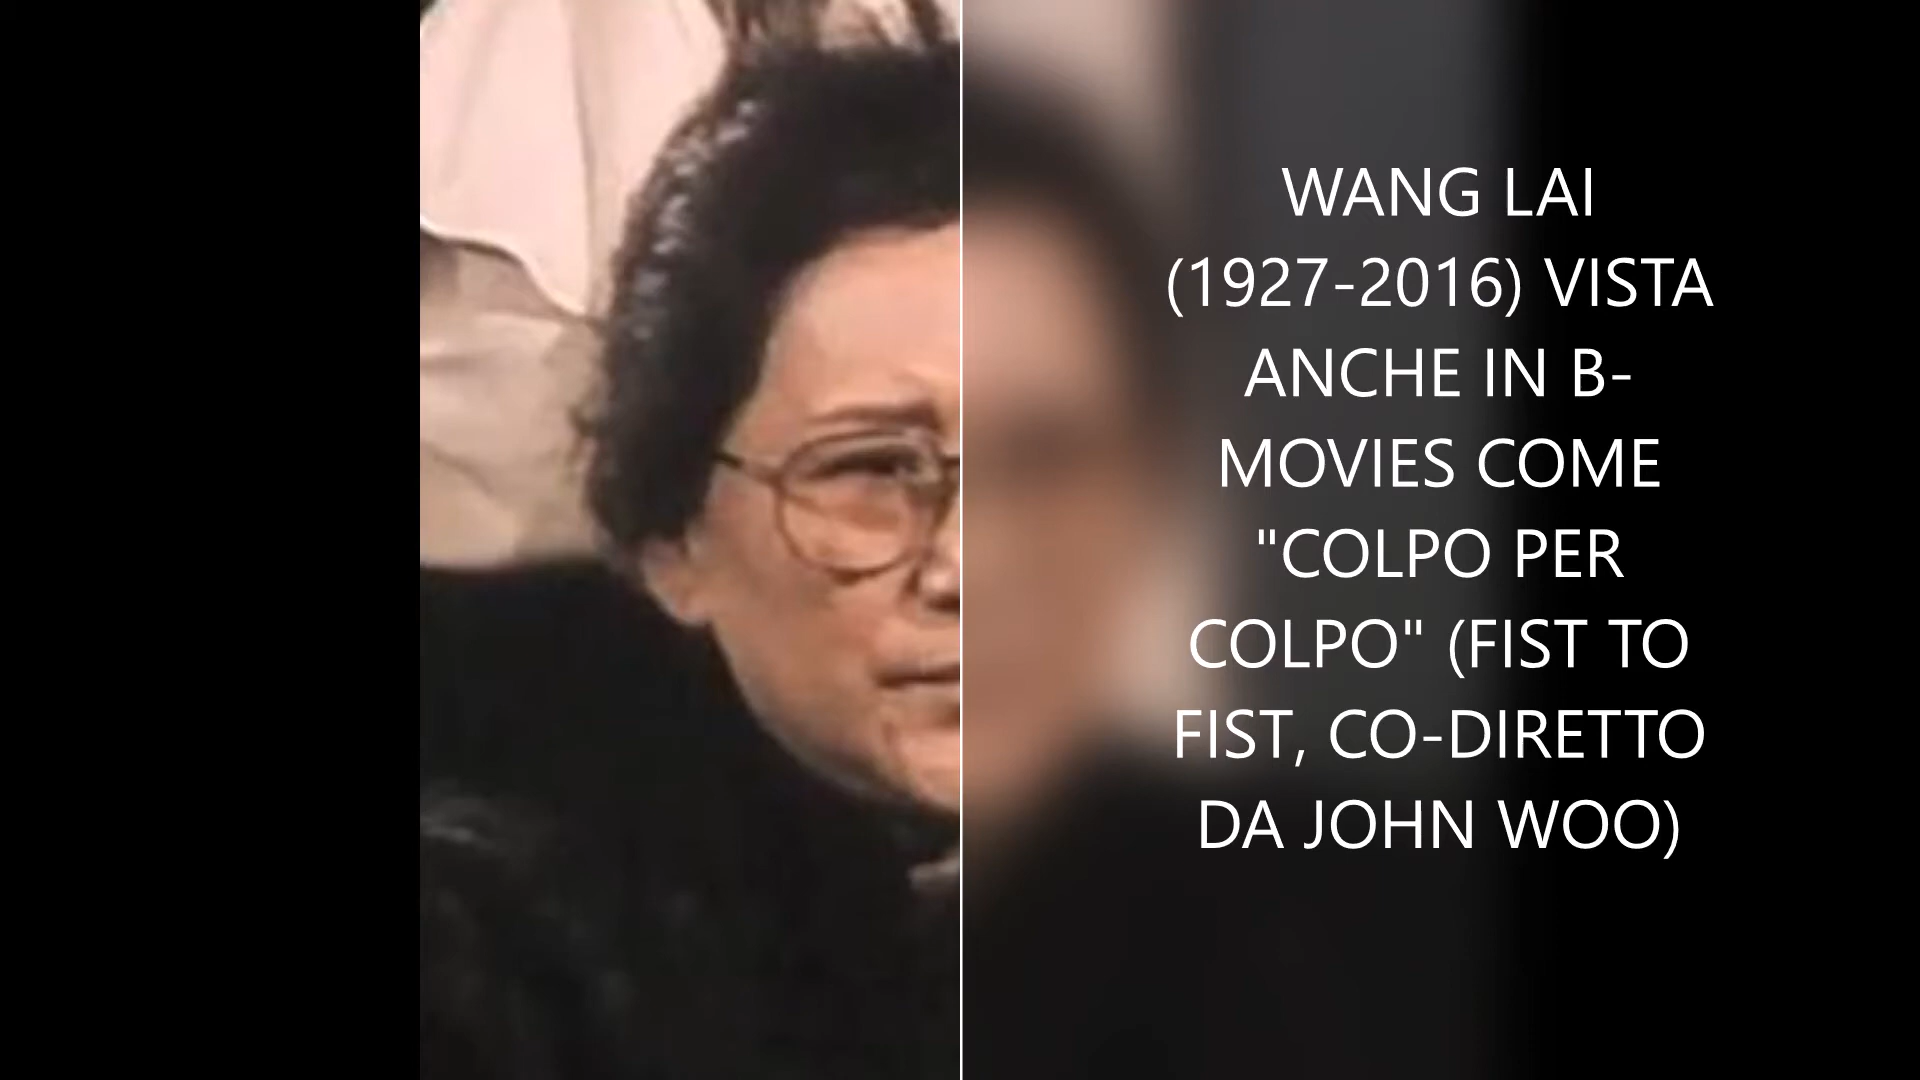 WANG LAI
(1927-2016) VISTA
ANCHE IN B-
MOVIES COME
"COLPO PER
COLPO" (FIST TO
FIST, CO-DIRETTO
DA JOHN WOO)